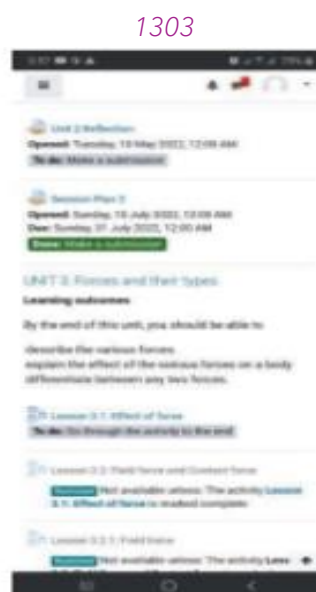 1303
Unit 2 Reflection
Opened: Tuesday, 10 May 2022, 12:00 AM
To do: Make a submission
Session Plan 2
Opened: Sunday, 10 July 2022, 12:00 AM
Due: Sunday, 31 July 2022, 12:00 AM
Done: Make a submission
UNIT 3: Forces and their types
Learning outcomes
By the end of this unit, you should be able to
describe the various forces
explain the effect of the various forces on a body
differentiate between any two forces.
Lesson 3.1: Effect of force
To do: Go through the activity to the end
Lesson 3.2: Field force and Contact force
Restricted Not available unless: The activity Lesson
3.1: Effect of force is marked complete
Lesson 3.2.1: Field force
Restricted Not available unless: The activity Less